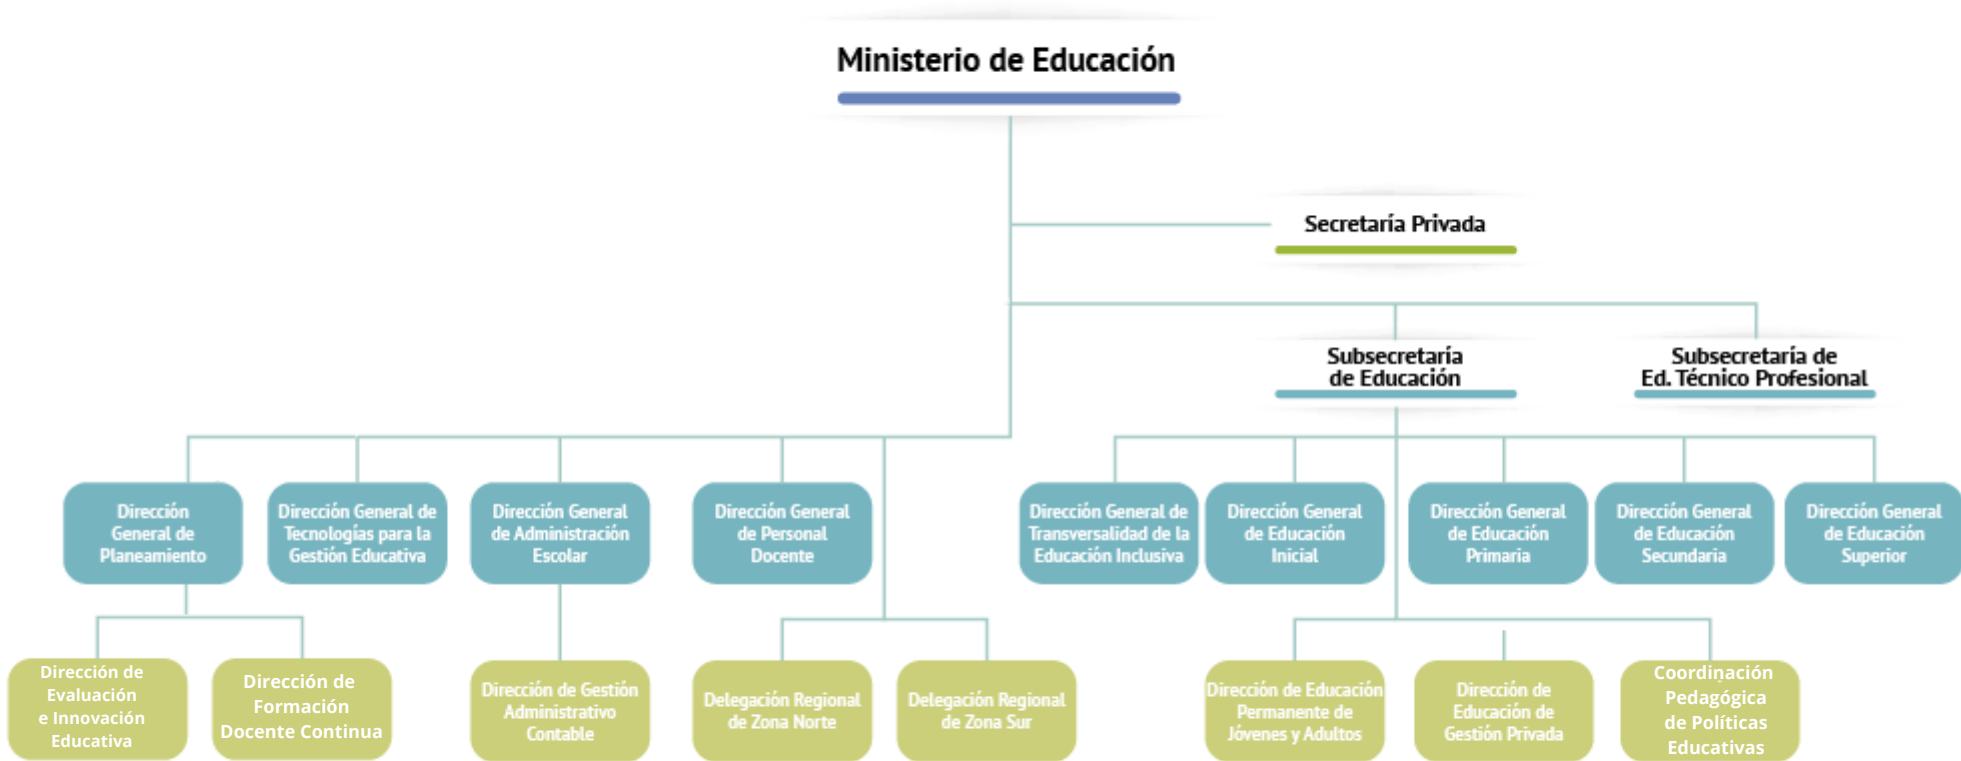 Ministerio de Educación
Secretaría Privada
Subsecretaría
de Educación
Subsecretaría de
Ed. Técnico Profesional
Dirección
General de
Planeamiento
Dirección General de
Tecnologías para la
Gestión Educativa
Dirección General
de Administración
Escolar
Dirección General
de Personal
Docente
Dirección General de
Transversalidad de la
Educación Inclusiva
Dirección General
de Educación
Inicial
Dirección General
de Educación
Primaria
Dirección General
de Educación
Secundaria
Dirección General
de Educación
Superior
Dirección de
Evaluación
e Innovación
Educativa
Dirección de
Formación
Docente Continua
Dirección de Gestión
Administrativo
Contable
Delegación Regional
de Zona Norte
Delegación Regional
de Zona Sur
Dirección de Educación
Permanente de
Jóvenes y Adultos
Dirección de
Educación de
Gestión Privada
Coordinación
Pedagógica
de Políticas
Educativas